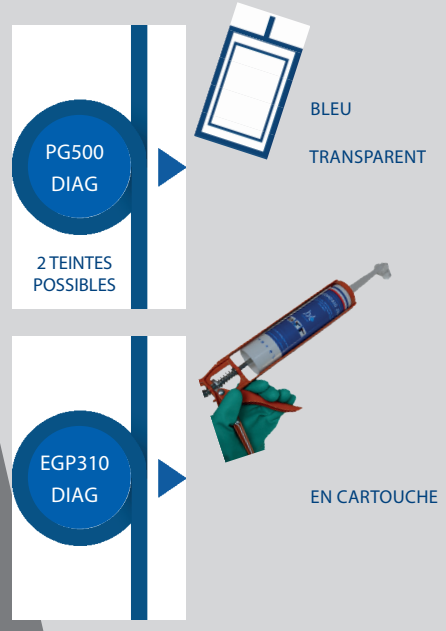 PG500
DIAG
2 TEINTES
POSSIBLES
BLEU
TRANSPARENT
EGP310
DIAG
EN CARTOUCHE